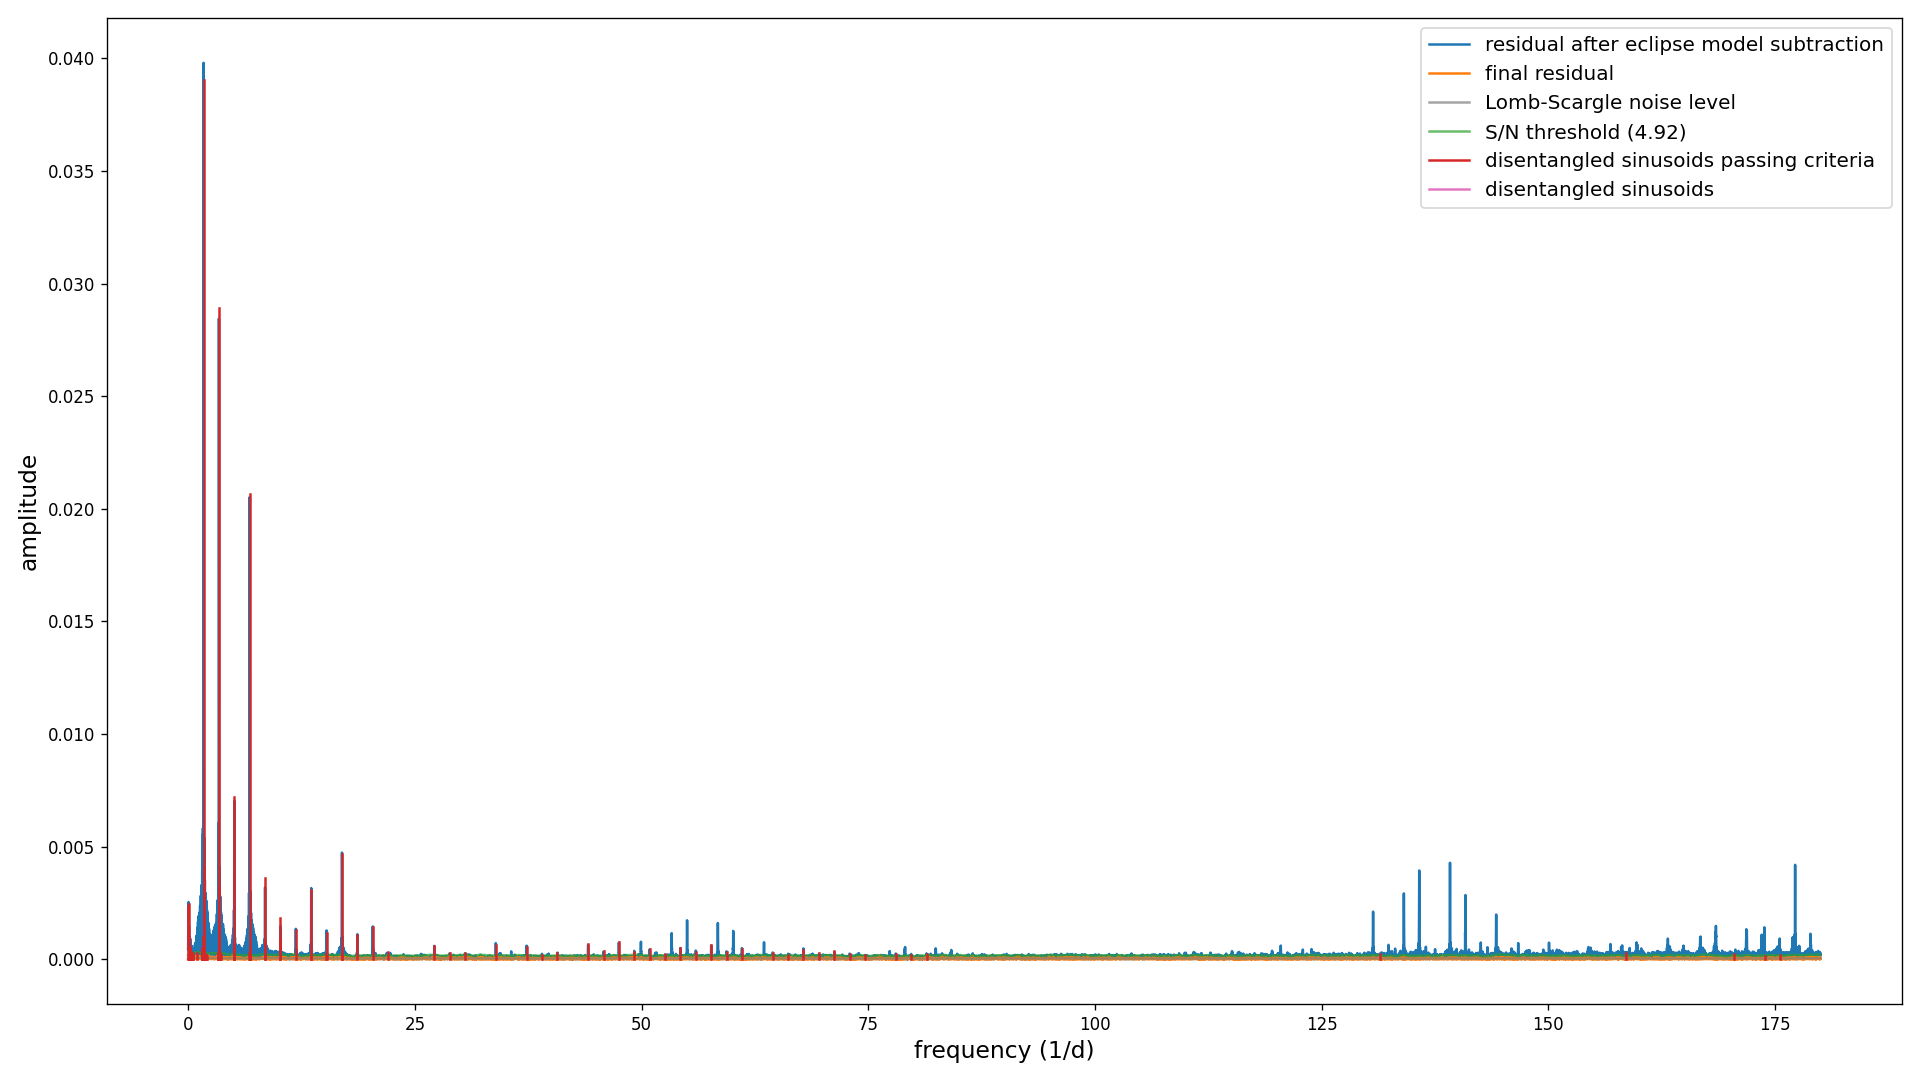 residual after eclipse model subtraction
final residual
Lomb-Scargle noise level
S/N threshold (4.92)
disentangled sinusoids passing criteria
disentangled sinusoids
0.040
0.035
0.030
0.025
0.020
0.015
0.010
0.005
0.000
amplitude
0 25 50 75 100 125 150 175
frequency (1/d)